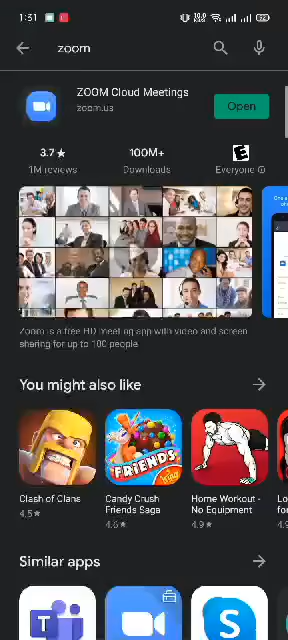 1:51
zoom
ZOOM Cloud Meetings
zoom.us
Open
3.7★ 100M+ E
1M reviews Downloads Everyone
Zoom is a free HD meeting app with video and screen
sharing for up to 100 people
You might also like
FRIENDS
Clash of Clans
4.5★
Candy Crush
Friends Saga
4.6★
Home Workout -
No Equipment
4.9★
Similar apps
T
S